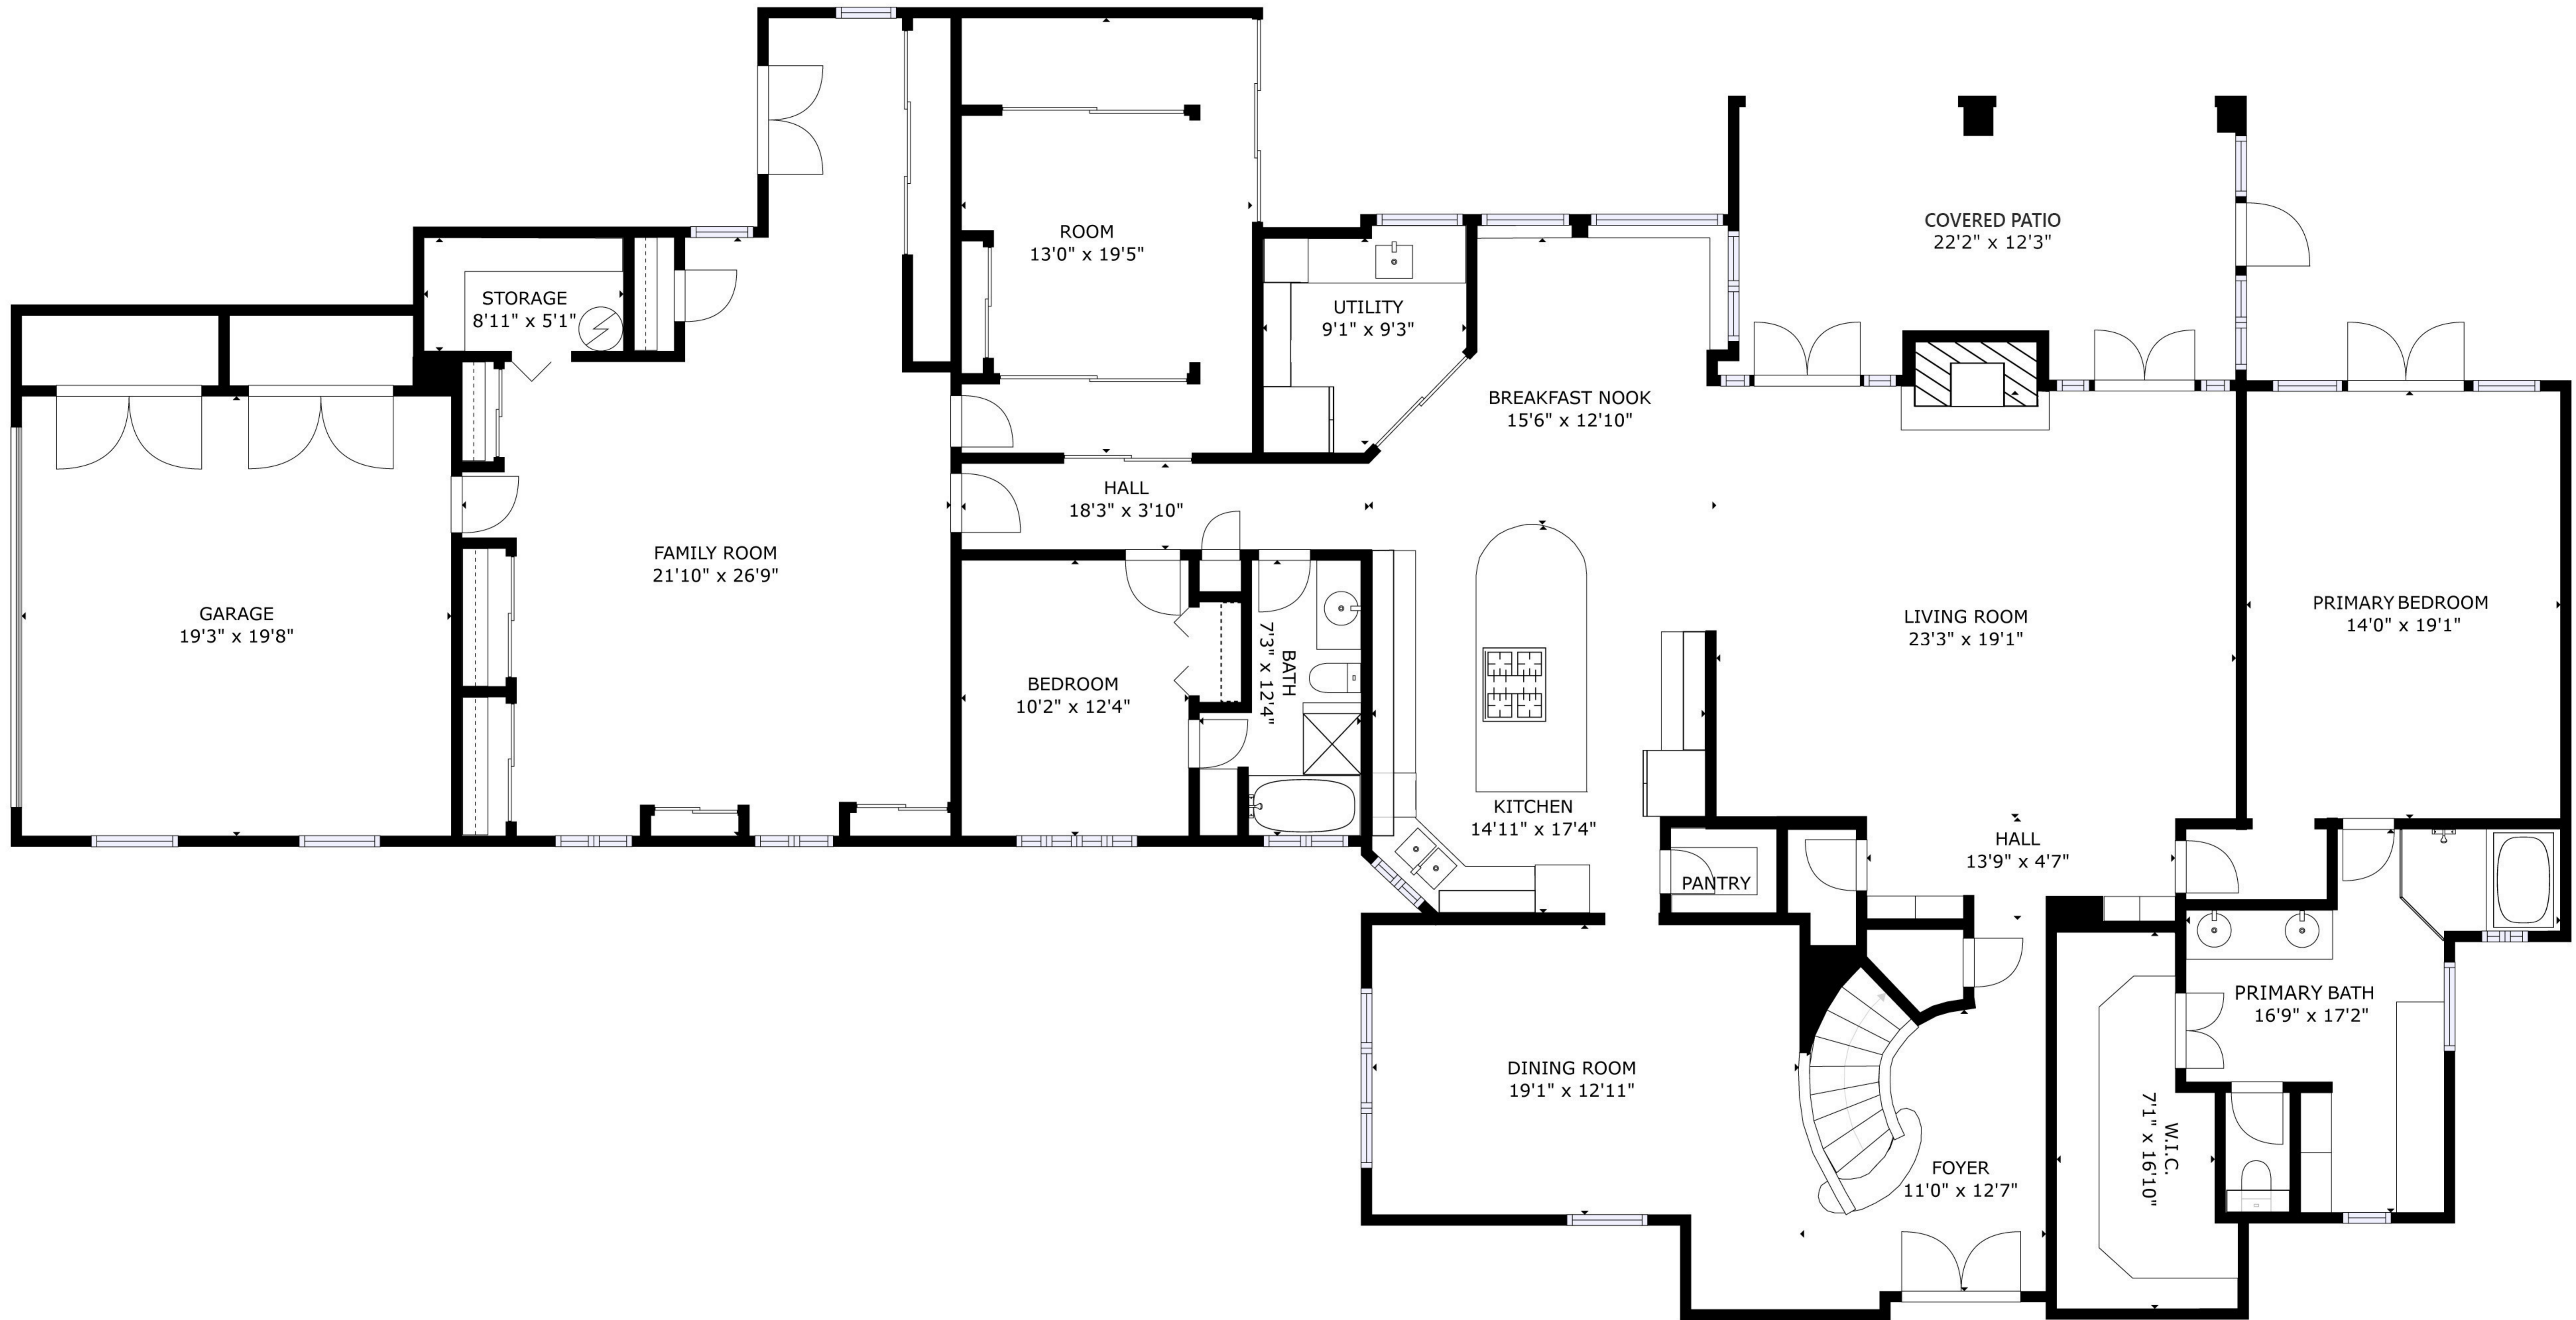 COVERED PATIO
22'2" x 12'3"
ROOM
13'0" x 19'5"
STORAGE
8'11" x 5'1"
UTILITY
9'1" x 9'3"
BREAKFAST NOOK
15'6" x 12'10"
HALL
18'3" x 3'10"
FAMILY ROOM
21'10" x 26'9"
GARAGE
19'3" x 19'8"
LIVING ROOM
23'3" x 19'1"
PRIMARY BEDROOM
14'0" x 19'1"
BEDROOM
10'2" x 12'4"
BATH
7'3" x 12'4"
KITCHEN
14'11" x 17'4"
HALL
13'9" x 4'7"
PANTRY
PRIMARY BATH
16'9" x 17'2"
DINING ROOM
19'1" x 12'11"
W.I.C.
7'1" x 16'10"
FOYER
11'0" x 12'7"